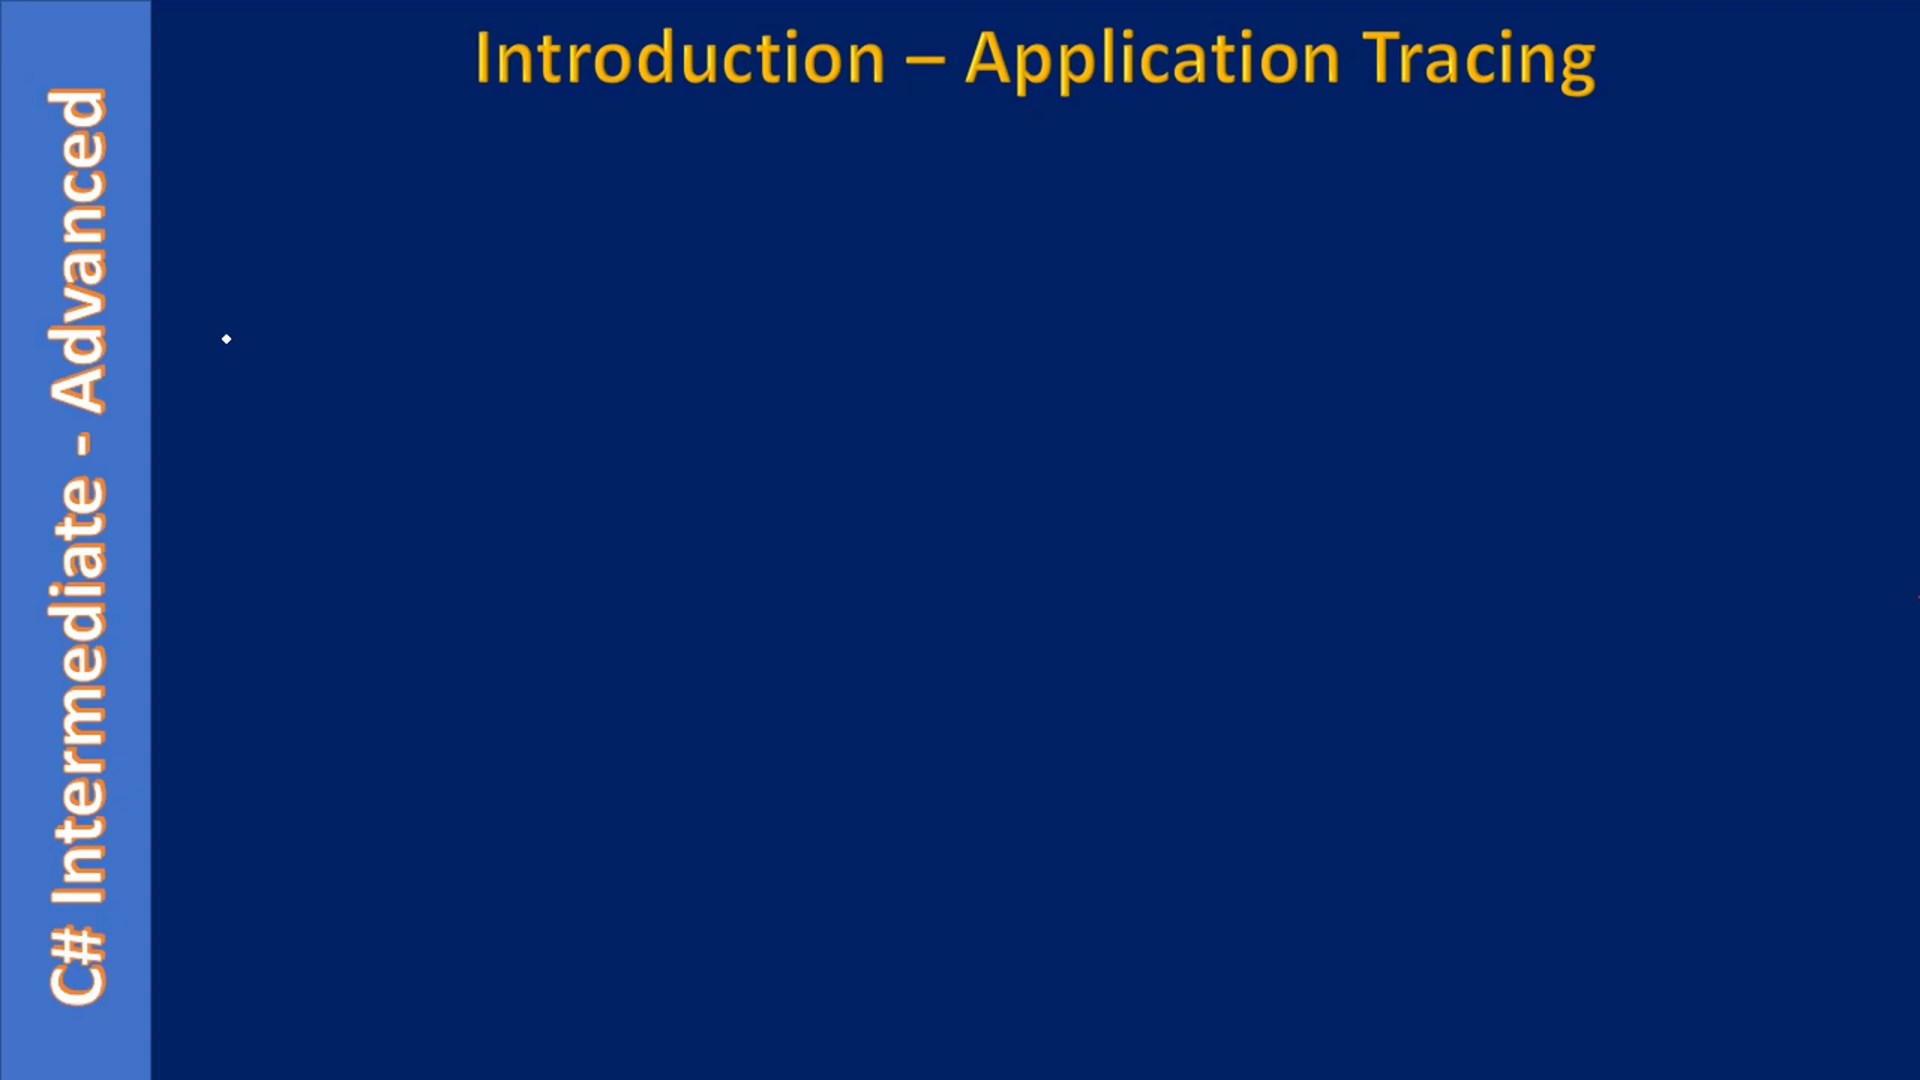 Introduction – Application Tracing
C# Intermediate - Advanced